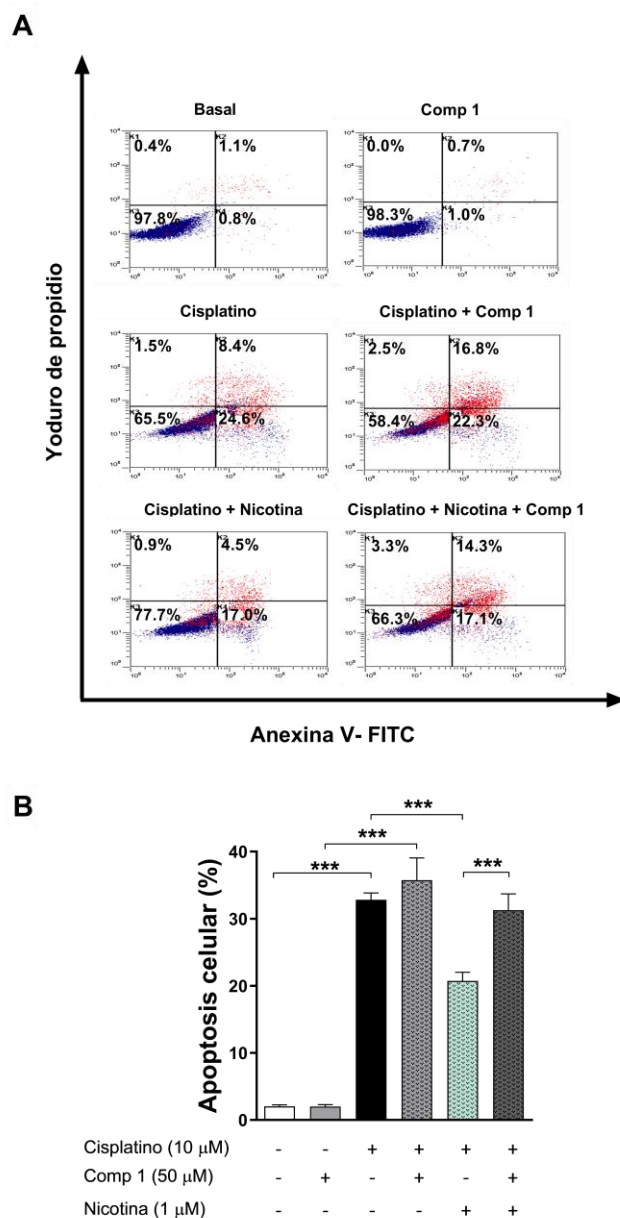 A
Basal
Comp 1
0.4% 1.1%
97.8% 0.8%
0.0% 0.7%
98.3% 1.0%
Cisplatino
Cisplatino + Comp 1
1.5% 8.4%
65.5% 24.6%
2.5% 16.8%
58.4% 22.3%
Cisplatino + Nicotina
Cisplatino + Nicotina + Comp 1
0.9% 4.5%
77.7% 17.0%
3.3% 14.3%
66.3% 17.1%
Yoduro de propidio
Anexina V- FITC
B
***
***
***
***
40
30
20
10
0
Apoptosis celular (%)
Cisplatino (10 μM) - - + + + +
Comp 1 (50 μM) - + - + - +
Nicotina (1 μM) - - - - + +